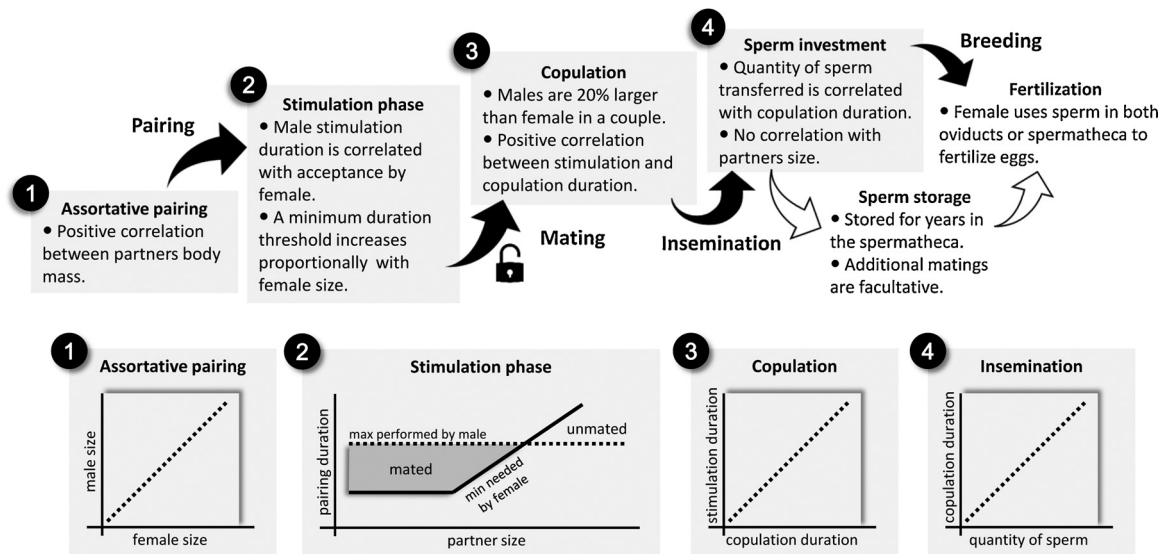 1
Assortative pairing
● Positive correlation
between partners body
mass.
Pairing
2
Stimulation phase
● Male stimulation
duration is correlated
with acceptance by
female.
● A minimum duration
threshold increases
proportionally with
female size.
Mating
3
Copulation
● Males are 20% larger
than female in a couple.
● Positive correlation
between stimulation and
copulation duration.
Insemination
4
Sperm investment
● Quantity of sperm
transferred is correlated
with copulation duration.
● No correlation with
partners size.
Breeding
Sperm storage
● Stored for years in
the spermatheca.
● Additional matings
are facultative.
Fertilization
● Female uses sperm in both
oviducts or spermatheca to
fertilize eggs.
1
Assortative pairing
male size
female size
2
Stimulation phase
pairing duration
max performed by male
unmated
mated
min needed
by female
partner size
3
Copulation
stimulation duration
copulation duration
4
Insemination
copulation duration
quantity of sperm